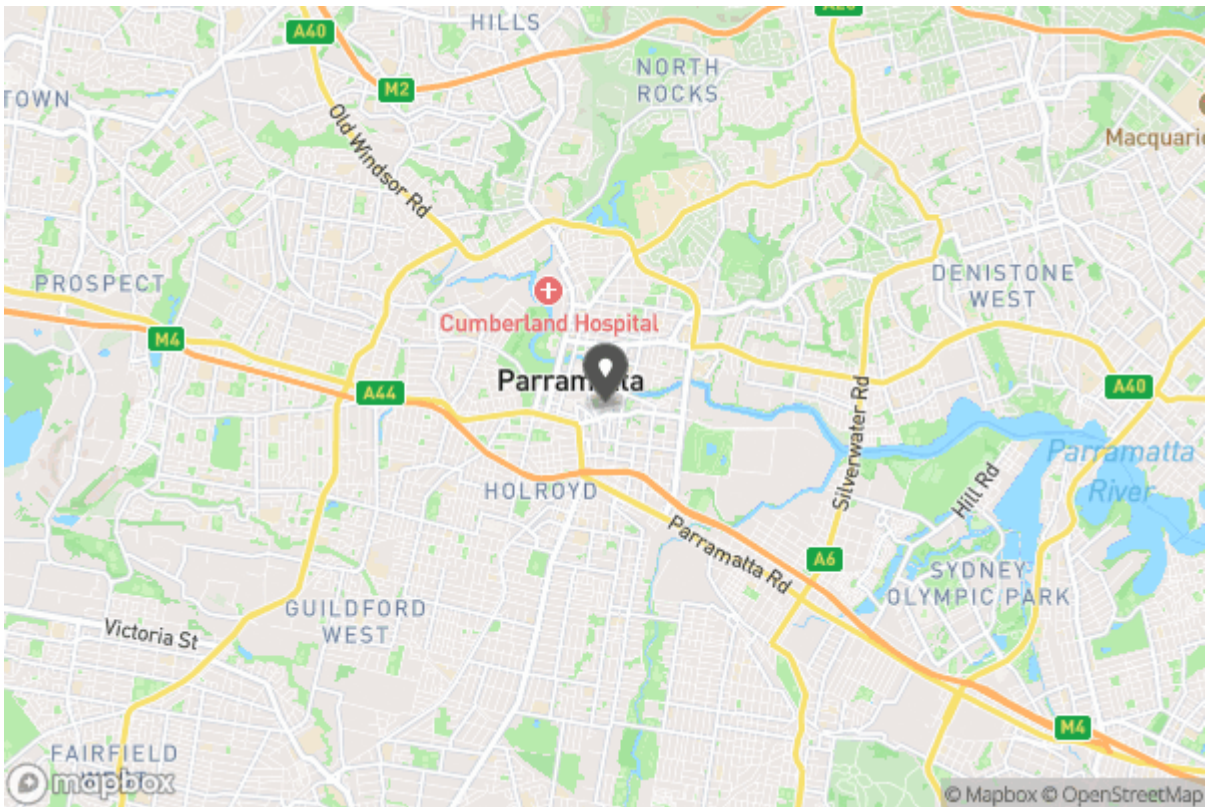 A40
HILLS
A28
M2
NORTH
ROCKS
TOWN
Old Windsor Rd
Macquarie
PROSPECT
DENISTONE
WEST
M4
Cumberland Hospital
Parramatta
A44
A40
Silverwater Rd
Parramatta
River
HOLROYD
Hill Rd
Parramatta Rd
A6
SYDNEY
OLYMPIC PARK
GUILDFORD
WEST
Victoria St
M4
FAIRFIELD
WEST
mapbox
© Mapbox © OpenStreetMap